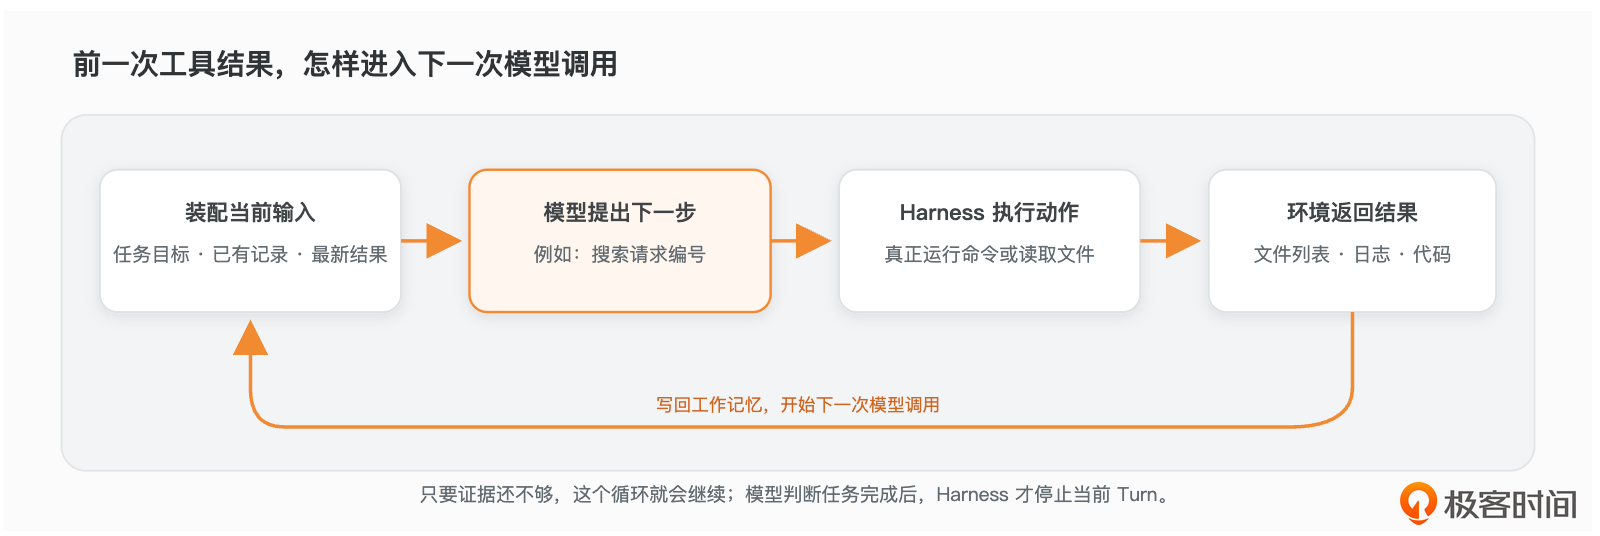 前一次工具结果，怎样进入下一次模型调用
装配当前输入
任务目标 · 已有记录 · 最新结果
模型提出下一步
例如：搜索请求编号
Harness 执行动作
真正运行命令或读取文件
环境返回结果
文件列表 · 日志 · 代码
写回工作记忆，开始下一次模型调用
只要证据还不够，这个循环就会继续；模型判断任务完成后，Harness 才停止当前 Turn。
极客时间